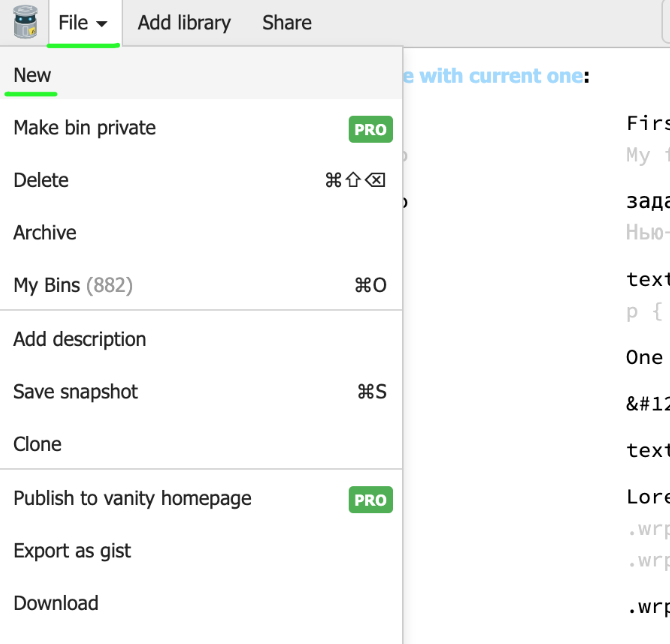 File Add library Share
New
e with current one:
Make bin private PRO
Firs
My
Delete ⌘⇧⌫
зада
Archive
Нью-
My Bins (882) ⌘O
text
p {
Add description
One
Save snapshot ⌘S
&#12
Clone
text
Publish to vanity homepage PRO
Lore
.wrp
Export as gist
.wrp
Download
.wrp